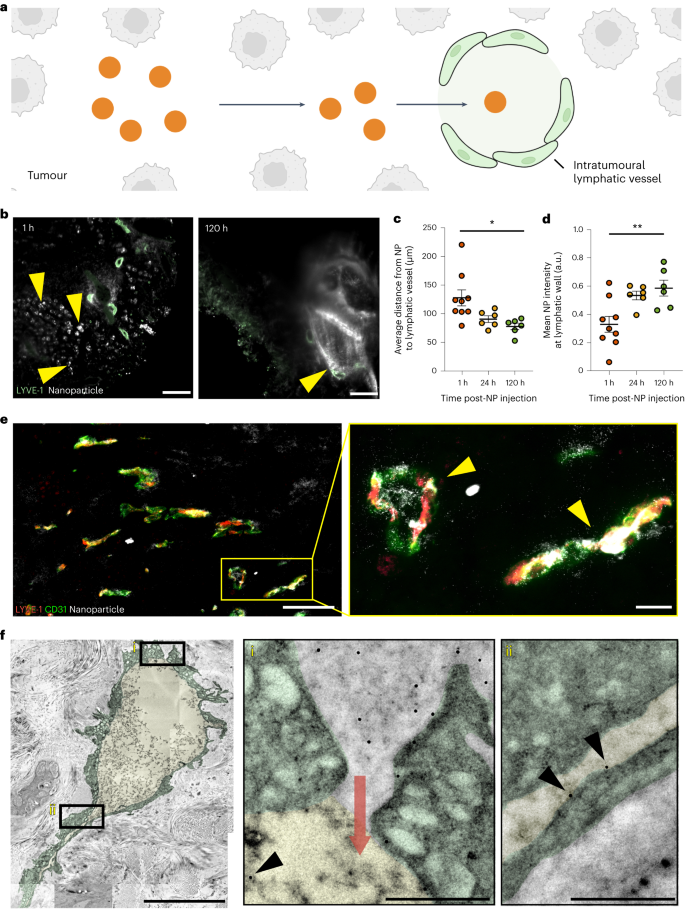 a
Tumour
Intratumoural
lymphatic vessel
b
1 h
120 h
LYVE-1 Nanoparticle
c
Average distance from NP
to lymphatic vessel (µm)
250
200
150
100
50
0
*
1 h
24 h
120 h
Time post-NP injection
d
Mean NP intensity
at lymphatic wall (a.u.)
1.0
0.8
0.6
0.4
0.2
0
**
1 h
24 h
120 h
Time post-NP injection
e
LYVE-1 CD31 Nanoparticle
f
i
ii
i
ii